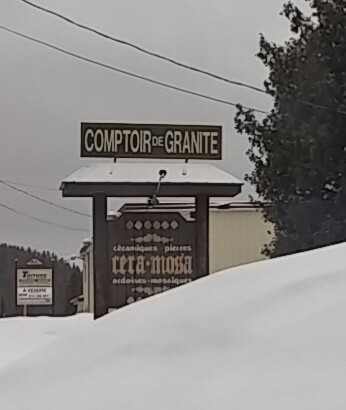 COMPTOIR DE GRANITE
céramiques - pierres
cera-mosa
ardoises - mosaïques
À VENDRE